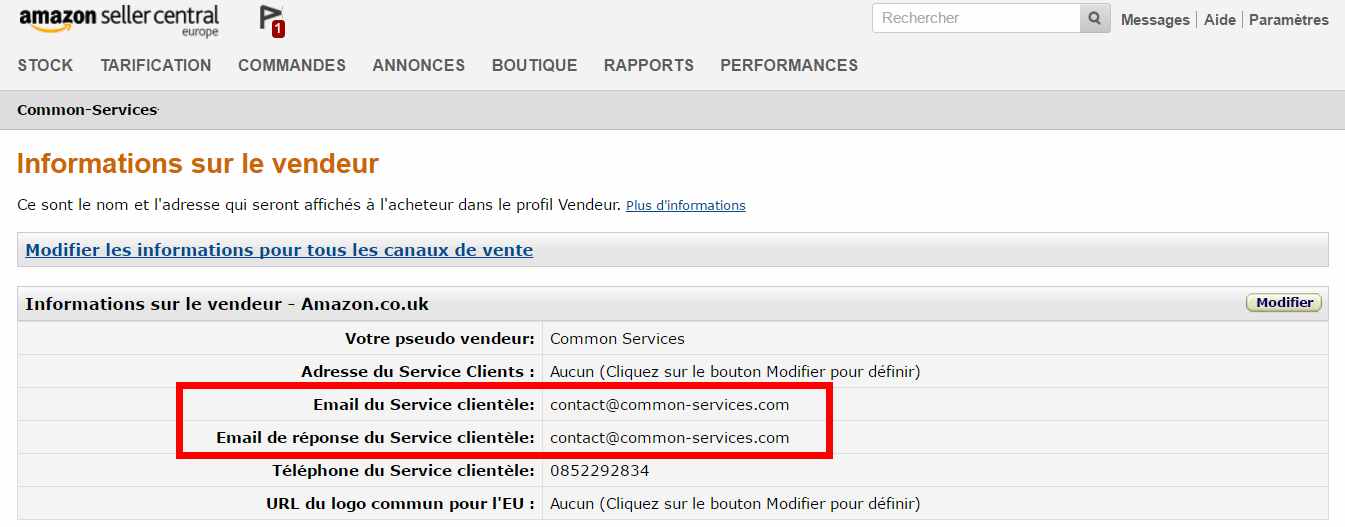 amazon seller central
europe
1
Rechercher
Messages | Aide | Paramètres
STOCK TARIFICATION COMMANDES ANNONCES BOUTIQUE RAPPORTS PERFORMANCES
Common-Services
Informations sur le vendeur
Ce sont le nom et l'adresse qui seront affichés à l'acheteur dans le profil Vendeur. Plus d'informations
Modifier les informations pour tous les canaux de vente
Informations sur le vendeur - Amazon.co.uk Modifier
Votre pseudo vendeur: Common Services
Adresse du Service Clients : Aucun (Cliquez sur le bouton Modifier pour définir)
Email du Service clientèle: contact@common-services.com
Email de réponse du Service clientèle: contact@common-services.com
Téléphone du Service clientèle: 0852292834
URL du logo commun pour l'EU : Aucun (Cliquez sur le bouton Modifier pour définir)